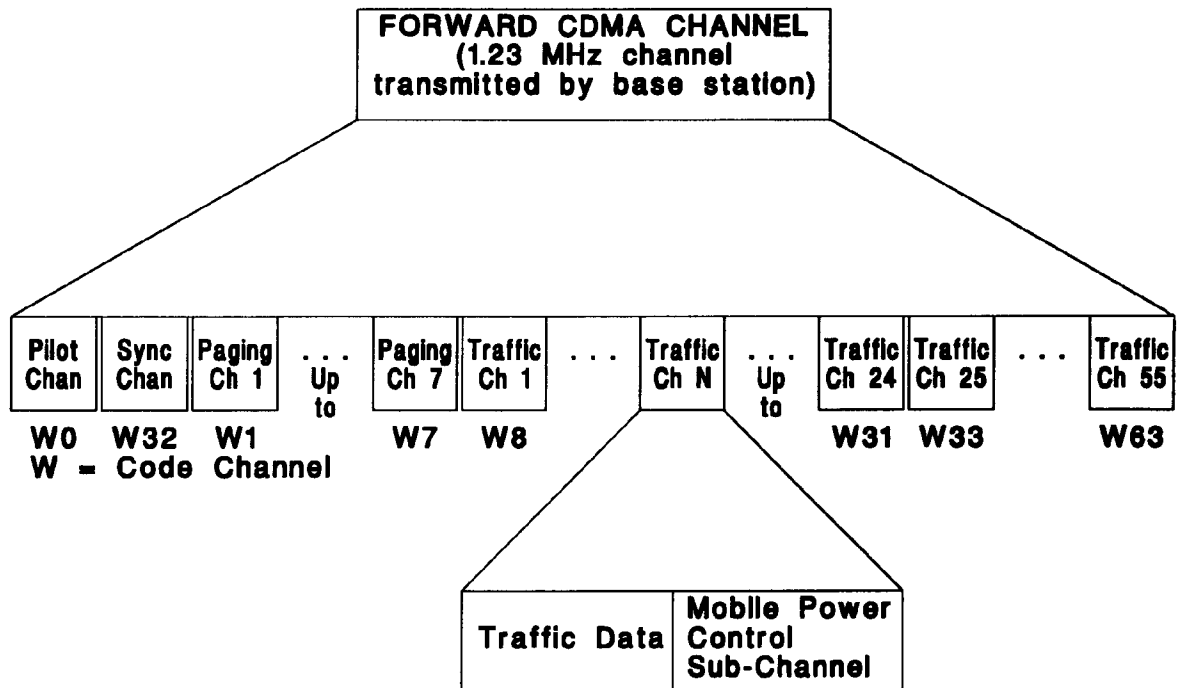 FORWARD CDMA CHANNEL
(1.23 MHz channel
transmitted by base station)
Pilot
Chan
Sync
Chan
Paging
Ch 1
. . .
Up
to
Paging
Ch 7
Traffic
Ch 1
. . .
Traffic
Ch N
. . .
Up
to
Traffic
Ch 24
Traffic
Ch 25
. . .
Traffic
Ch 55
W0 W32 W1 W7 W8 W31 W33 W63
W = Code Channel
Traffic Data
Mobile Power
Control
Sub-Channel